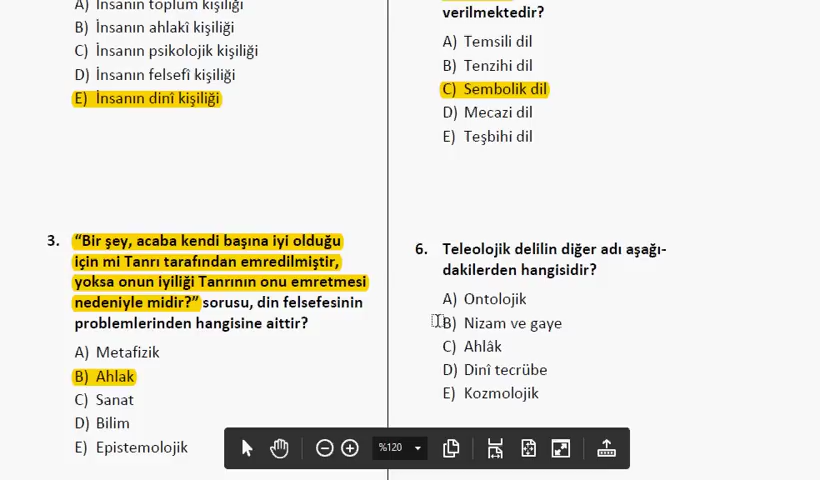 A) İnsanın toplum kişiliği
B) İnsanın ahlakî kişiliği
C) İnsanın psikolojik kişiliği
D) İnsanın felsefî kişiliği
E) İnsanın dinî kişiliği
3. “Bir şey, acaba kendi başına iyi olduğu
için mi Tanrı tarafından emredilmiştir,
yoksa onun iyiliği Tanrının onu emretmesi
nedeniyle midir?” sorusu, din felsefesinin
problemlerinden hangisine aittir?
A) Metafizik
B) Ahlak
C) Sanat
D) Bilim
E) Epistemolojik
verilmektedir?
A) Temsili dil
B) Tenzihi dil
C) Sembolik dil
D) Mecazi dil
E) Teşbihi dil
6. Teleolojik delilin diğer adı aşağı-
dakilerden hangisidir?
A) Ontolojik
B) Nizam ve gaye
C) Ahlâk
D) Dinî tecrübe
E) Kozmolojik
%120